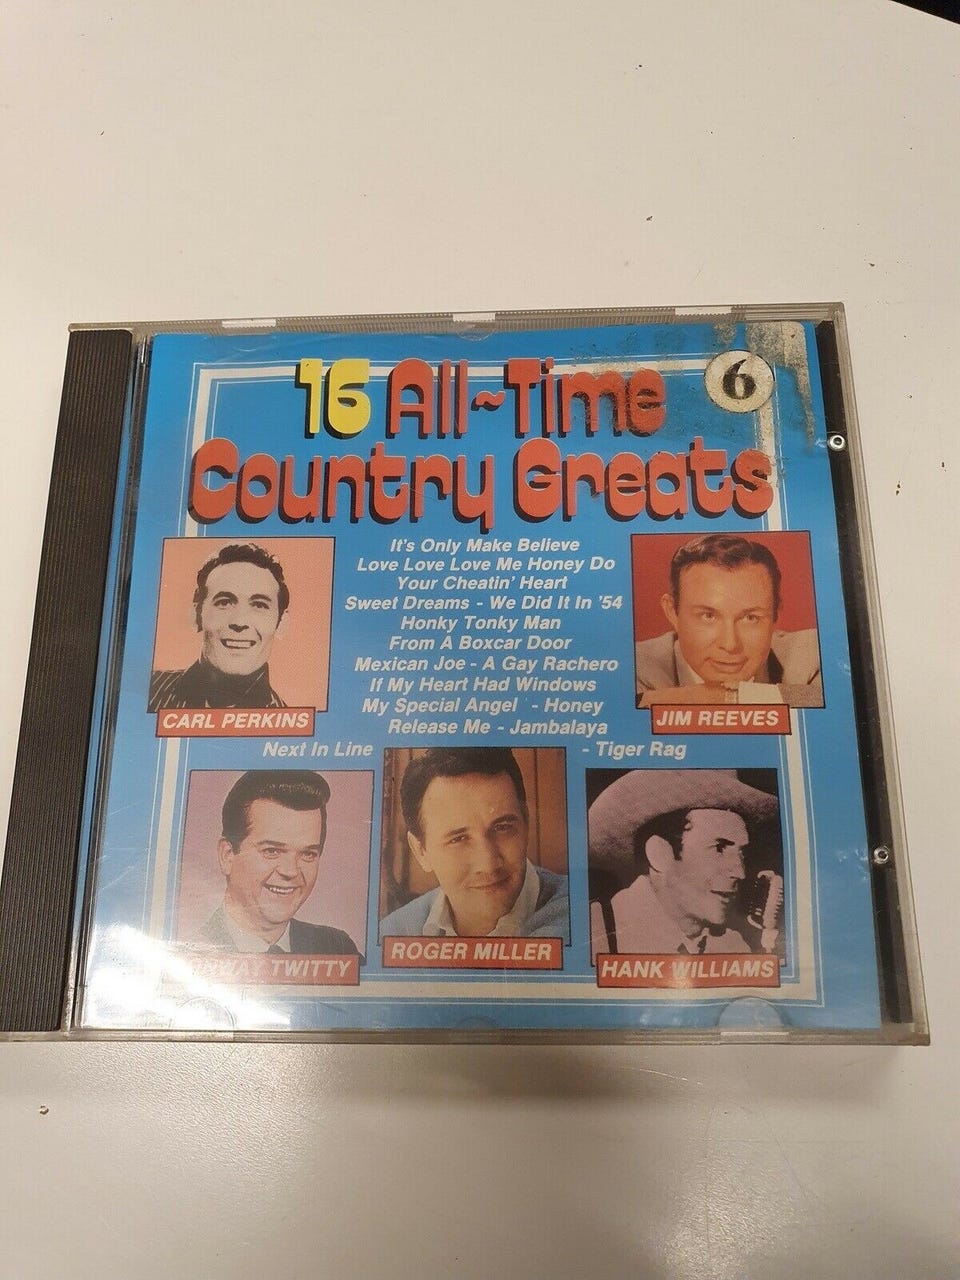 16 All~Time
6
Country Greats
It's Only Make Believe
Love Love Love Me Honey Do
Your Cheatin' Heart
Sweet Dreams - We Did It In '54
Honky Tonky Man
From A Boxcar Door
Mexican Joe - A Gay Rachero
If My Heart Had Windows
My Special Angel - Honey
Release Me - Jambalaya
Next In Line - Tiger Rag
CARL PERKINS
JIM REEVES
TWITTY
ROGER MILLER
HANK WILLIAMS